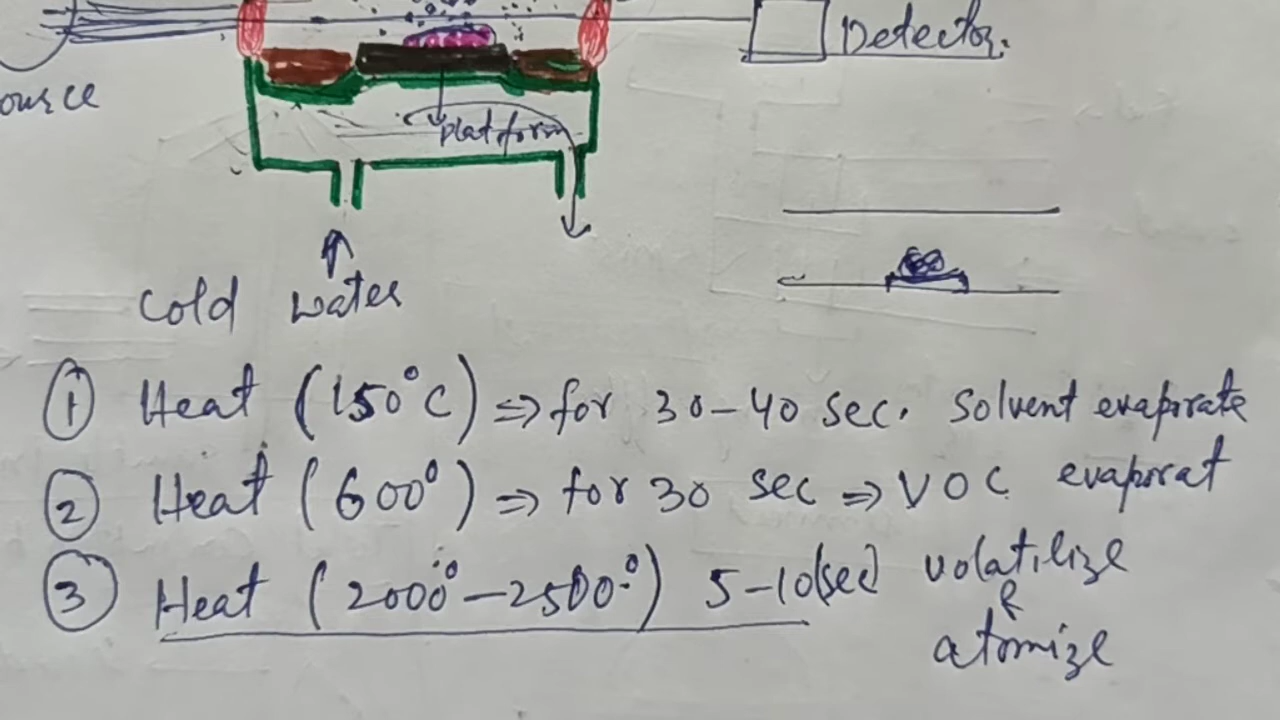 Detector.
ource
platform
Cold water
① Heat (150°C) ⇒ for 30-40 sec. Solvent evaporate
② Heat (600°) ⇒ for 30 sec ⇒ VOC evaporat
③ Heat (2000° - 2500°) 5-10(sec) volatilize
&
atomize